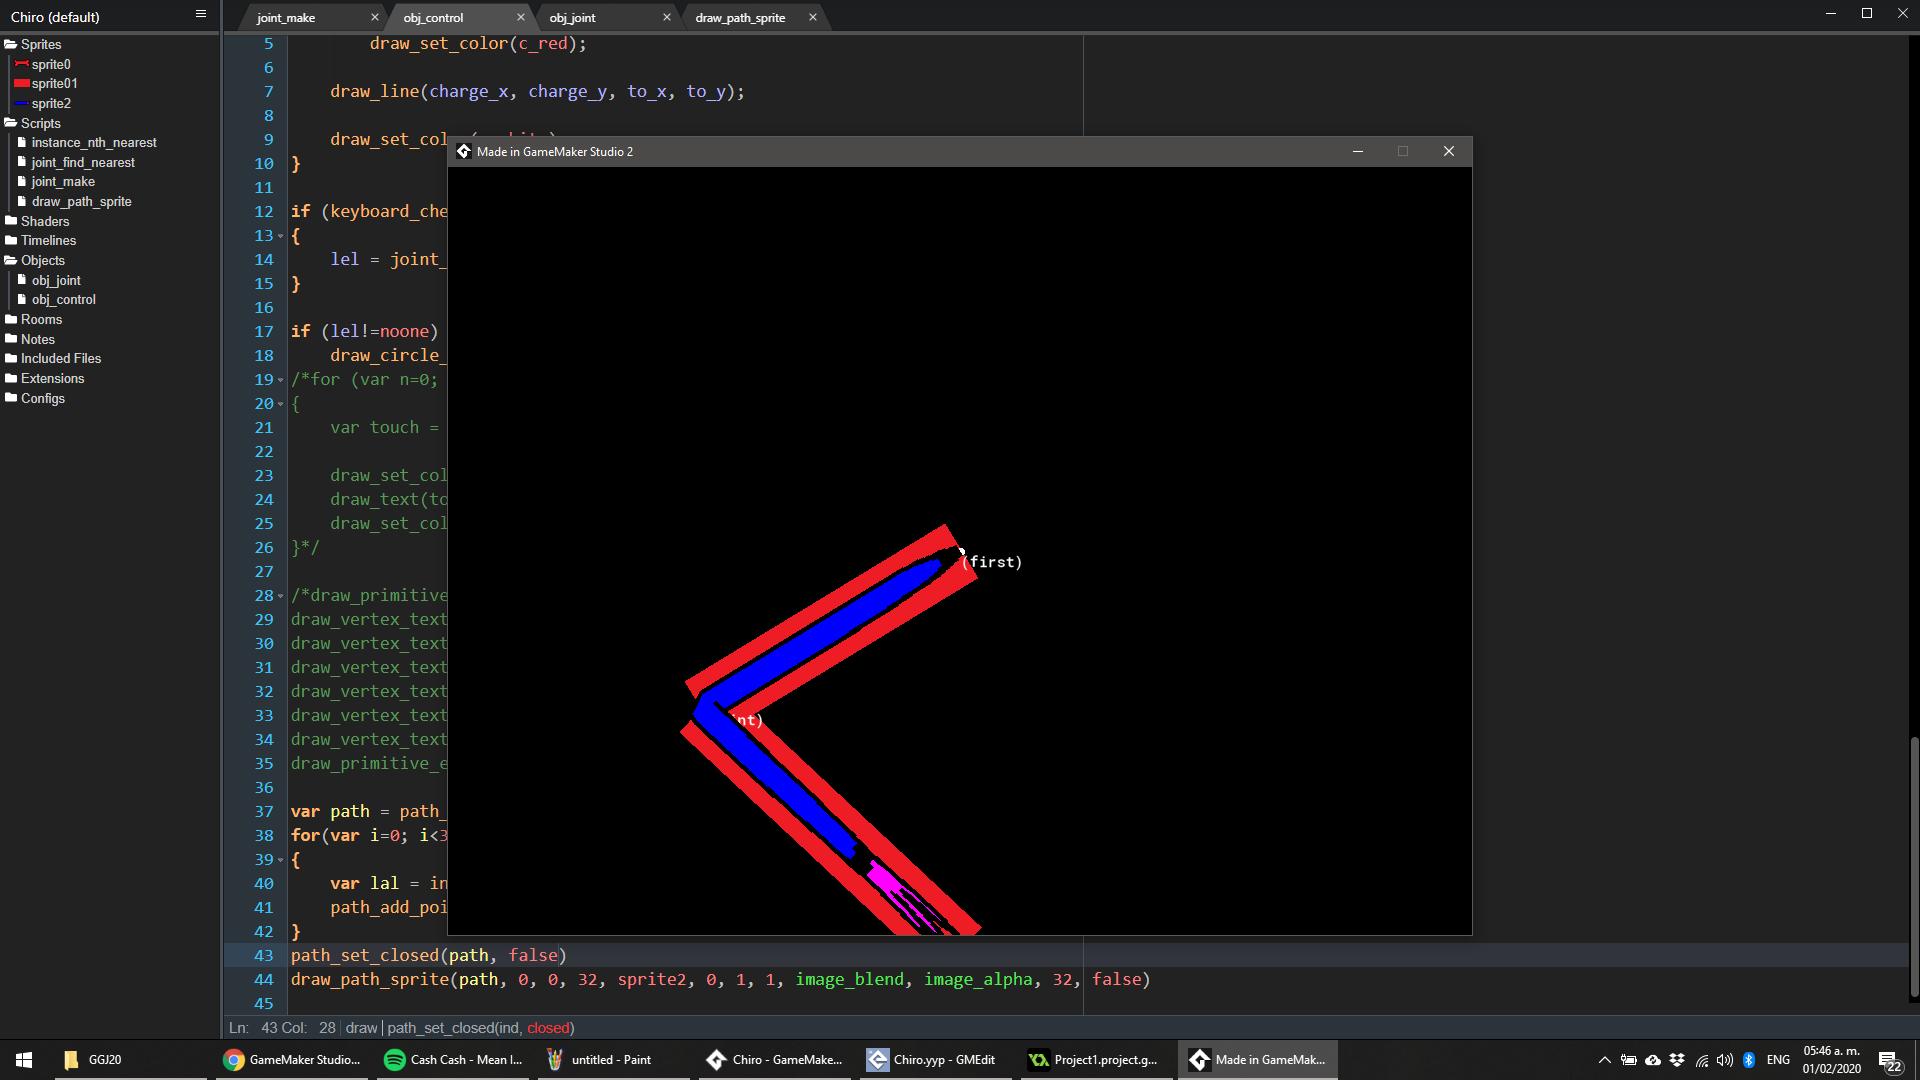 Chiro (default)
joint_make
obj_control
obj_joint
draw_path_sprite
Sprites
sprite0
sprite01
sprite2
Scripts
instance_nth_nearest
joint_find_nearest
joint_make
draw_path_sprite
Shaders
Timelines
Objects
obj_joint
obj_control
Rooms
Notes
Included Files
Extensions
Configs
5 draw_set_color(c_red);
6
7 draw_line(charge_x, charge_y, to_x, to_y);
8
9 draw_set_col
10 }
11
12 if (keyboard_che
13 {
14 lel = joint_
15 }
16
17 if (lel!=noone)
18 draw_circle_
19 /*for (var n=0;
20 {
21 var touch =
22
23 draw_set_col
24 draw_text(to
25 draw_set_col
26 }*/
27
28 /*draw_primitive
29 draw_vertex_text
30 draw_vertex_text
31 draw_vertex_text
32 draw_vertex_text
33 draw_vertex_text
34 draw_vertex_text
35 draw_primitive_e
36
37 var path = path_
38 for(var i=0; i<3
39 {
40 var lal = in
41 path_add_poi
42 }
43 path_set_closed(path, false)
44 draw_path_sprite(path, 0, 0, 32, sprite2, 0, 1, 1, image_blend, image_alpha, 32, false)
45
Made in GameMaker Studio 2
(first)
int)
Ln: 43 Col: 28 draw path_set_closed(ind, closed)
GGJ20
GameMaker Studio...
Cash Cash - Mean I...
untitled - Paint
Chiro - GameMake...
Chiro.yyp - GMEdit
Project1.project.g...
Made in GameMak...
ENG
05:46 a. m.
01/02/2020
22